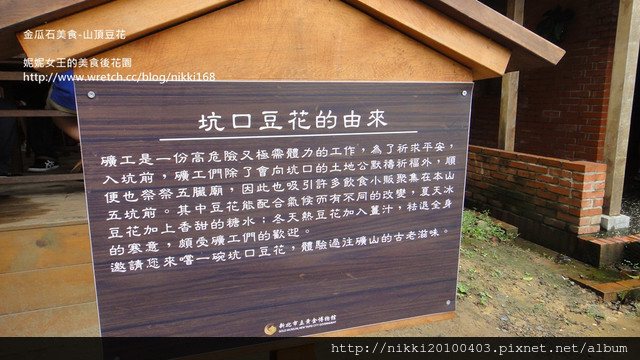 金瓜石美食-山頂豆花
妮妮女王的美食後花園
http://www.wretch.cc/blog/nikki168
坑口豆花的由來
礦工是一份高危險又極需體力的工作，為了祈求平安，
入坑前，礦工們除了會向坑口的土地公默禱祈福外，順
便也祭祭五臟廟，因此也吸引許多飲食小販聚集在本山
五坑前。其中豆花能配合氣候而有不同的改變，夏天冰
豆花加上香甜的糖水；冬天熱豆花加入薑汁，祛退全身
的寒意，頗受礦工們的歡迎。
邀請您來嚐一碗坑口豆花，體驗過往礦山的古老滋味。
新北市立黃金博物館
http://nikki20100403.pixnet.net/album